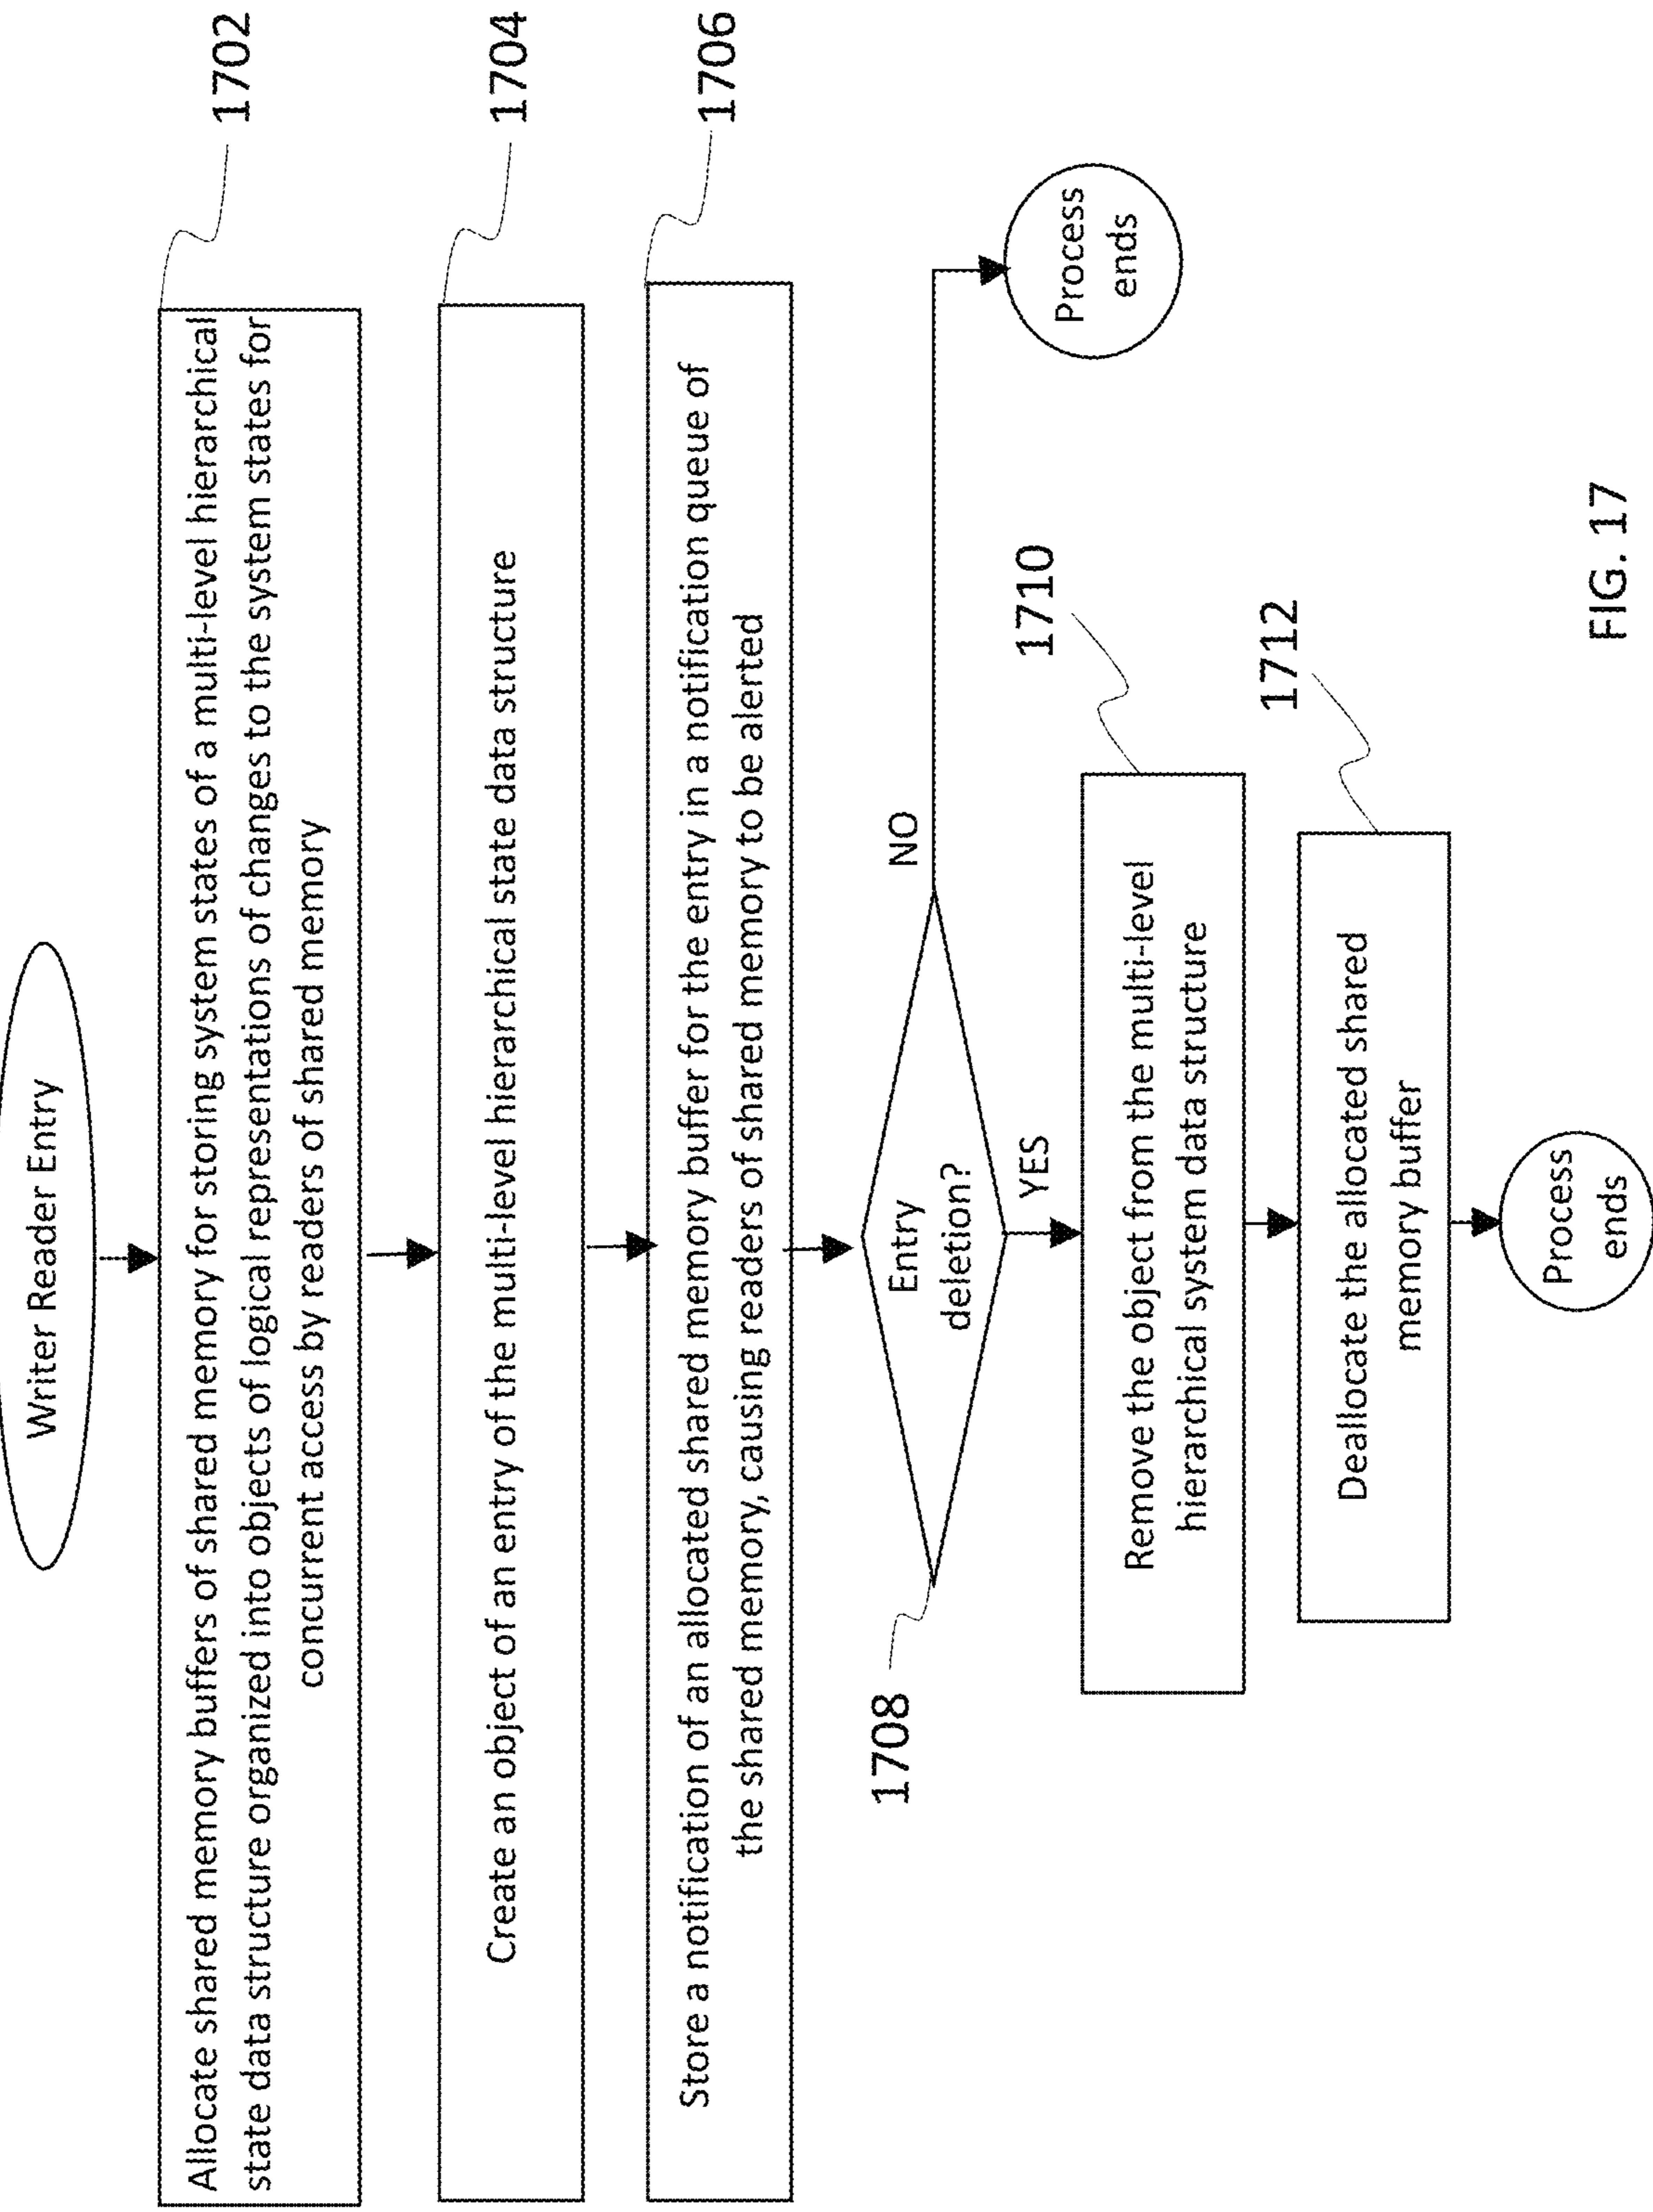 Writer Reader Entry
Allocate shared memory buffers of shared memory for storing system states of a multi-level hierarchical
state data structure organized into objects of logical representations of changes to the system states for
concurrent access by readers of shared memory
1702
Create an object of an entry of the multi-level hierarchical state data structure
1704
Store a notification of an allocated shared memory buffer for the entry in a notification queue of
the shared memory, causing readers of shared memory to be alerted
1706
1708
Entry
deletion?
NO
Process
ends
YES
Remove the object from the multi-level
hierarchical system data structure
1710
Deallocate the allocated shared
memory buffer
1712
Process
ends
FIG. 17